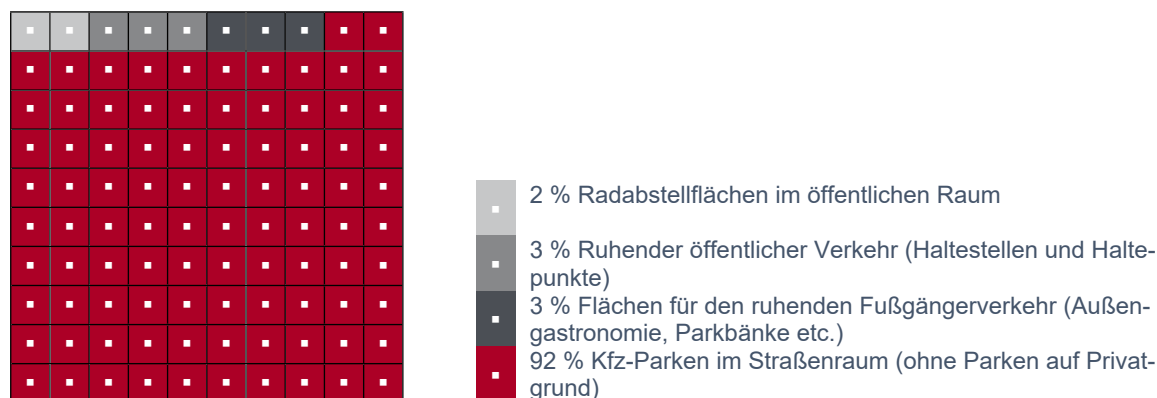 2 % Radabstellflächen im öffentlichen Raum
3 % Ruhender öffentlicher Verkehr (Haltestellen und Halte-
punkte)
3 % Flächen für den ruhenden Fußgängerverkehr (Außen-
gastronomie, Parkbänke etc.)
92 % Kfz-Parken im Straßenraum (ohne Parken auf Privat-
grund)